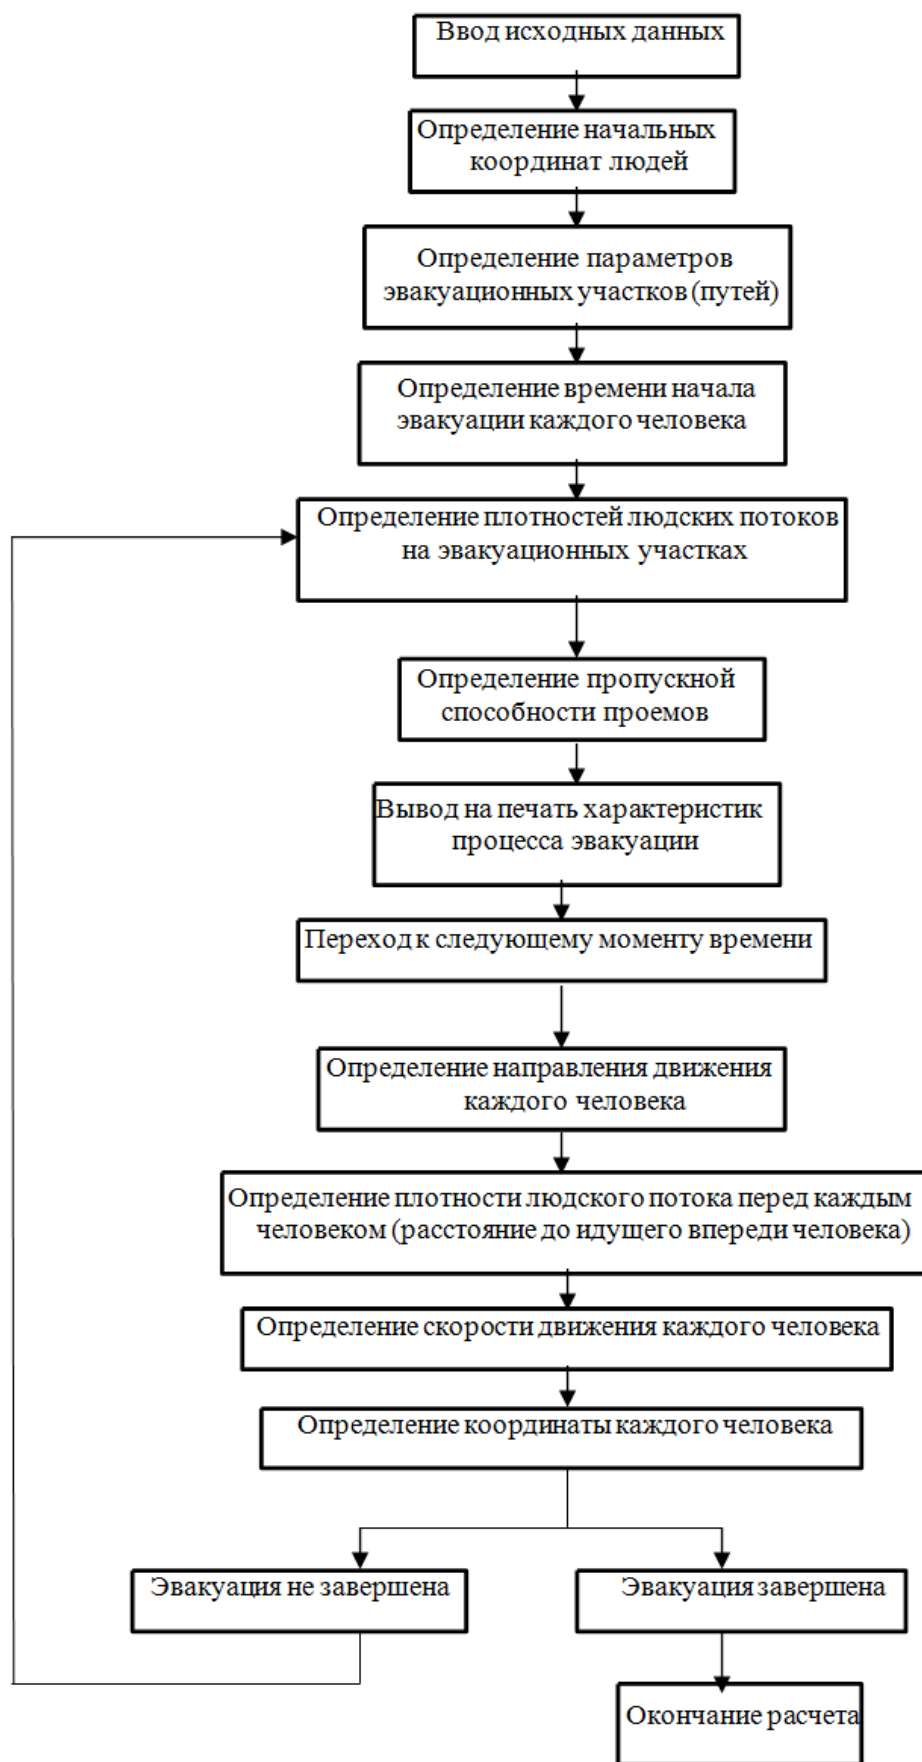 Ввод исходных данных
Определение начальных
координат людей
Определение параметров
эвакуационных участков (путей)
Определение времени начала
эвакуации каждого человека
Определение плотностей людских потоков
на эвакуационных участках
Определение пропускной
способности проемов
Вывод на печать характеристик
процесса эвакуации
Переход к следующему моменту времени
Определение направления движения
каждого человека
Определение плотности людского потока перед каждым
человеком (расстояние до идущего впереди человека)
Определение скорости движения каждого человека
Определение координаты каждого человека
Эвакуация не завершена
Эвакуация завершена
Окончание расчета